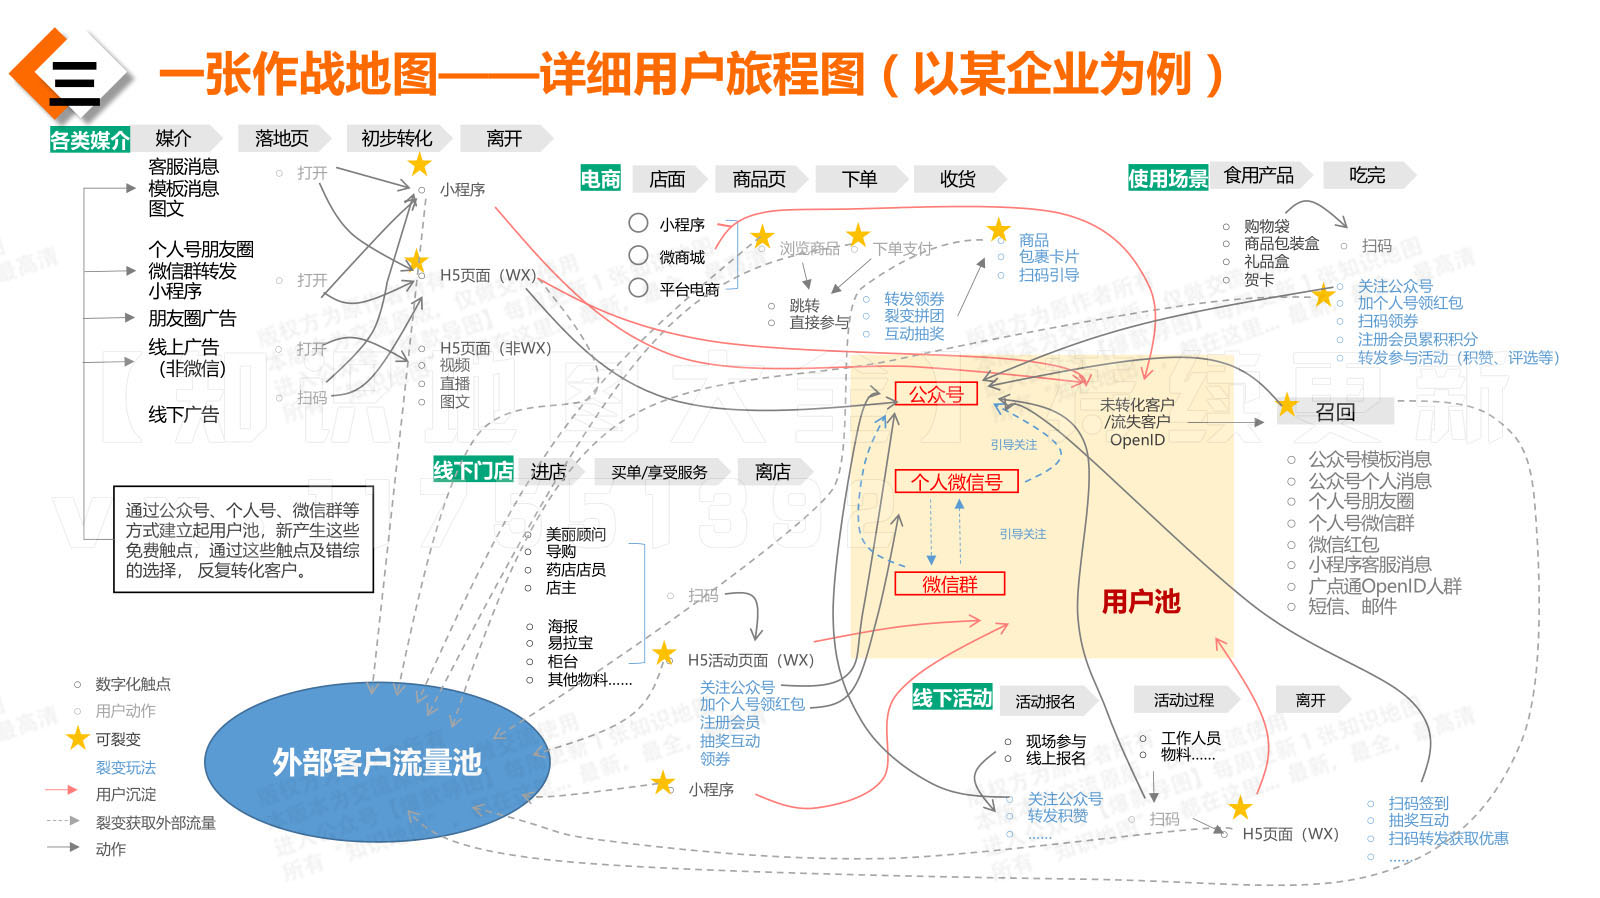 一张作战地图——详细用户旅程图（以某企业为例）
各类媒介
媒介
落地页
初步转化
离开
客服消息
模板消息
图文
个人号朋友圈
微信群转发
小程序
朋友圈广告
线上广告
（非微信）
线下广告
打开
打开
打开
扫码
小程序
H5页面（WX）
H5页面（非WX）
视频
直播
图文
电商
店面
商品页
下单
收货
小程序
微商城
平台电商
浏览商品
下单支付
跳转
直接参与
转发领券
裂变拼团
互动抽奖
商品
包裹卡片
扫码引导
使用场景
食用产品
吃完
购物袋
商品包装盒
礼品盒
贺卡
扫码
关注公众号
加个人号领红包
扫码领券
注册会员累积积分
转发参与活动（积赞、评选等）
公众号
引导关注
个人微信号
引导关注
微信群
未转化客户
/流失客户
OpenID
用户池
召回
公众号模板消息
公众号个人消息
个人号朋友圈
个人号微信群
微信红包
小程序客服消息
广点通OpenID人群
短信、邮件
通过公众号、个人号、微信群等
方式建立起用户池，新产生这些
免费触点，通过这些触点及错综
的选择， 反复转化客户。
线下门店
进店
买单/享受服务
离店
美丽顾问
导购
药店店员
店主
海报
易拉宝
柜台
其他物料……
扫码
H5活动页面（WX）
关注公众号
加个人号领红包
注册会员
抽奖互动
领券
小程序
线下活动
活动报名
活动过程
离开
现场参与
线上报名
工作人员
物料……
关注公众号
转发积赞
……
扫码
H5页面（WX）
扫码签到
抽奖互动
扫码转发获取优惠
……
外部客户流量池
数字化触点
用户动作
可裂变
裂变玩法
用户沉淀
裂变获取外部流量
动作